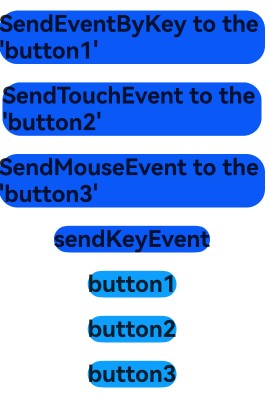 SendEventByKey to the
'button1'
SendTouchEvent to the
'button2'
SendMouseEvent to the
'button3'
sendKeyEvent
button1
button2
button3